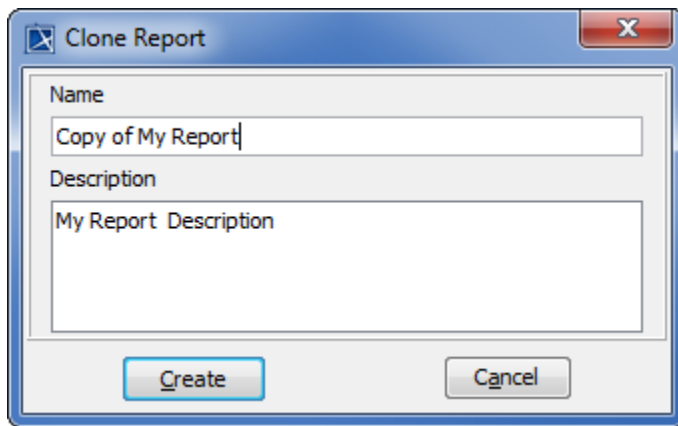 Clone Report
Name
Copy of My Report
Description
My Report  Description
Create
Cancel